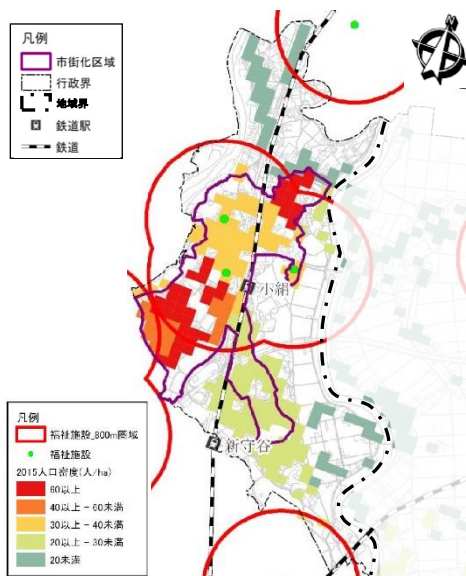 凡例
市街化区域
行政界
地域界
鉄道駅
鉄道
小絹
新守谷
凡例
福祉施設_800m圏域
福祉施設
2015人口密度(人/ha)
60以上
40以上－60未満
30以上－40未満
20以上－30未満
20未満